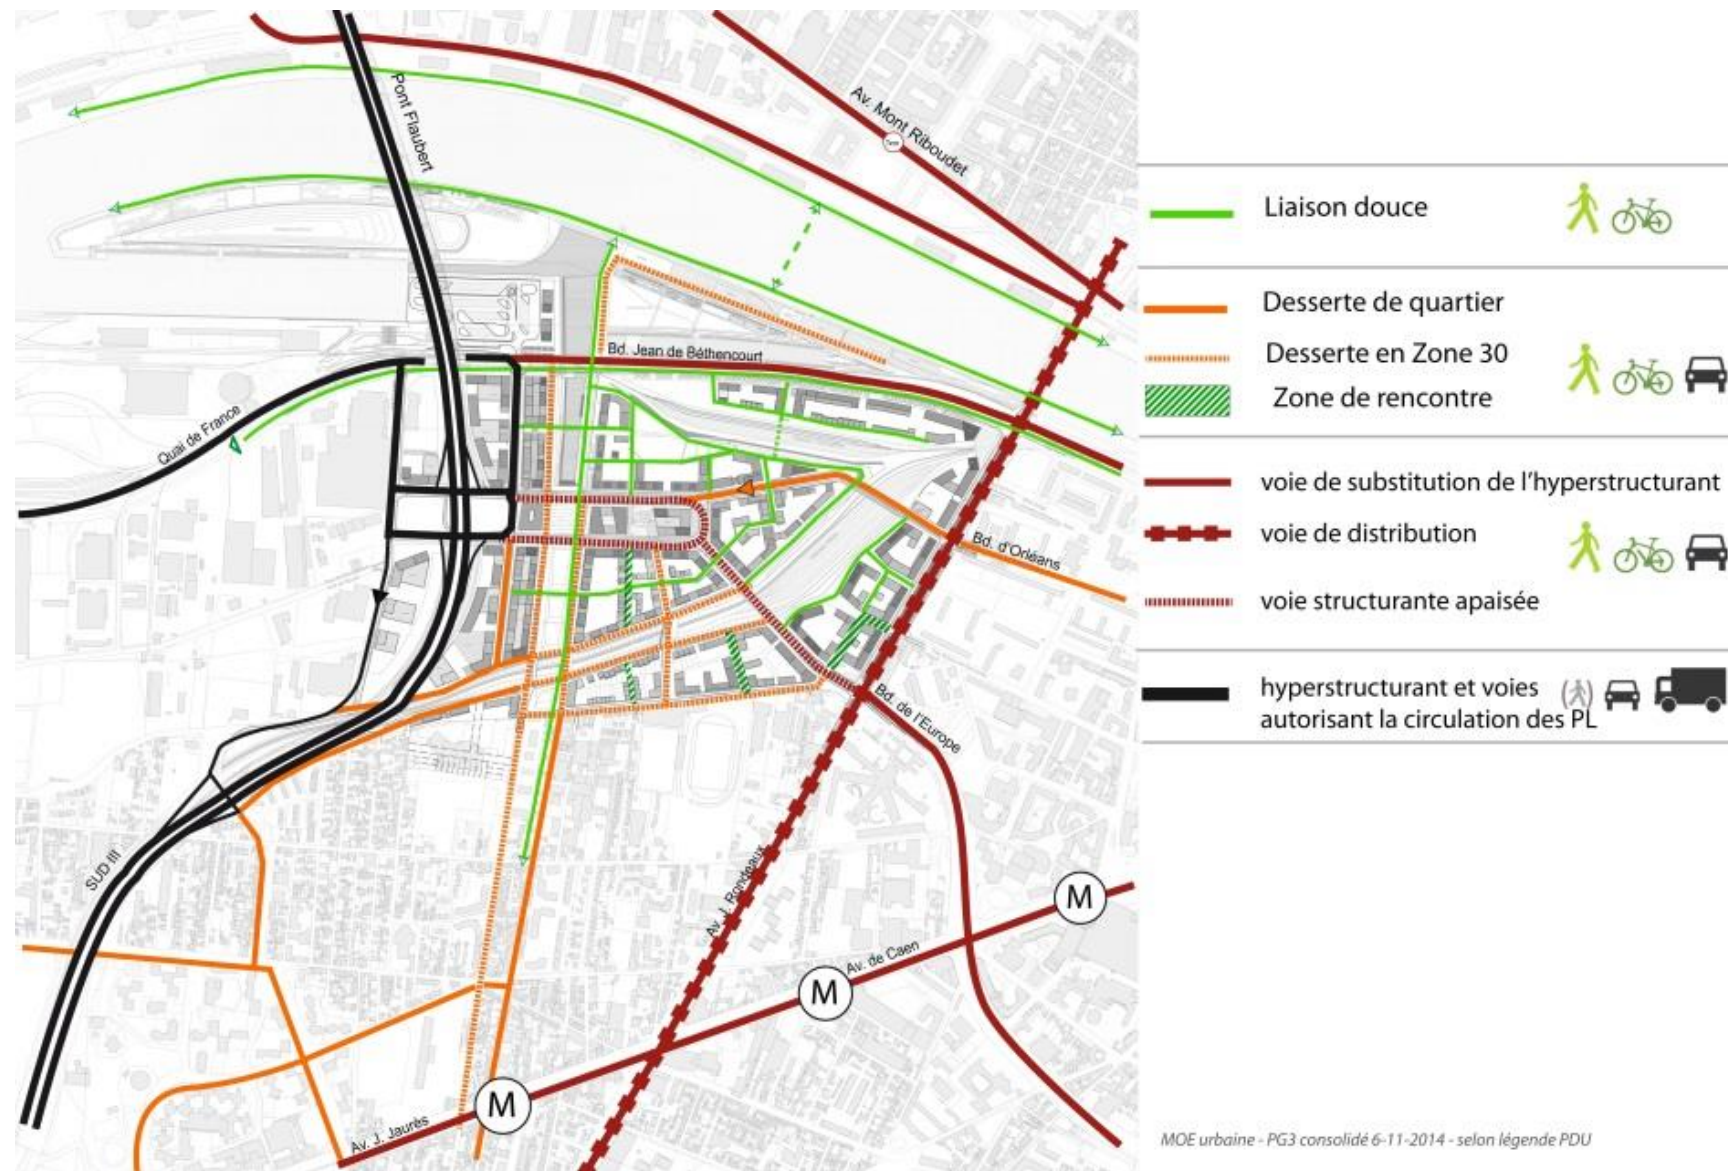 Pont Flaubert
Av. Mont Riboudet
Bd. Jean de Béthencourt
Quai de France
Bd. d'Orléans
Bd. de l'Europe
SUD III
Av. J. Rondeaux
M
Av. de Caen
M
M
Av. J. Jaurès
Liaison douce
Desserte de quartier
Desserte en Zone 30
Zone de rencontre
voie de substitution de l'hyperstructurant
voie de distribution
voie structurante apaisée
hyperstructurant et voies
autorisant la circulation des PL
MOE urbaine - PG3 consolidé 6-11-2014 - selon légende PDU